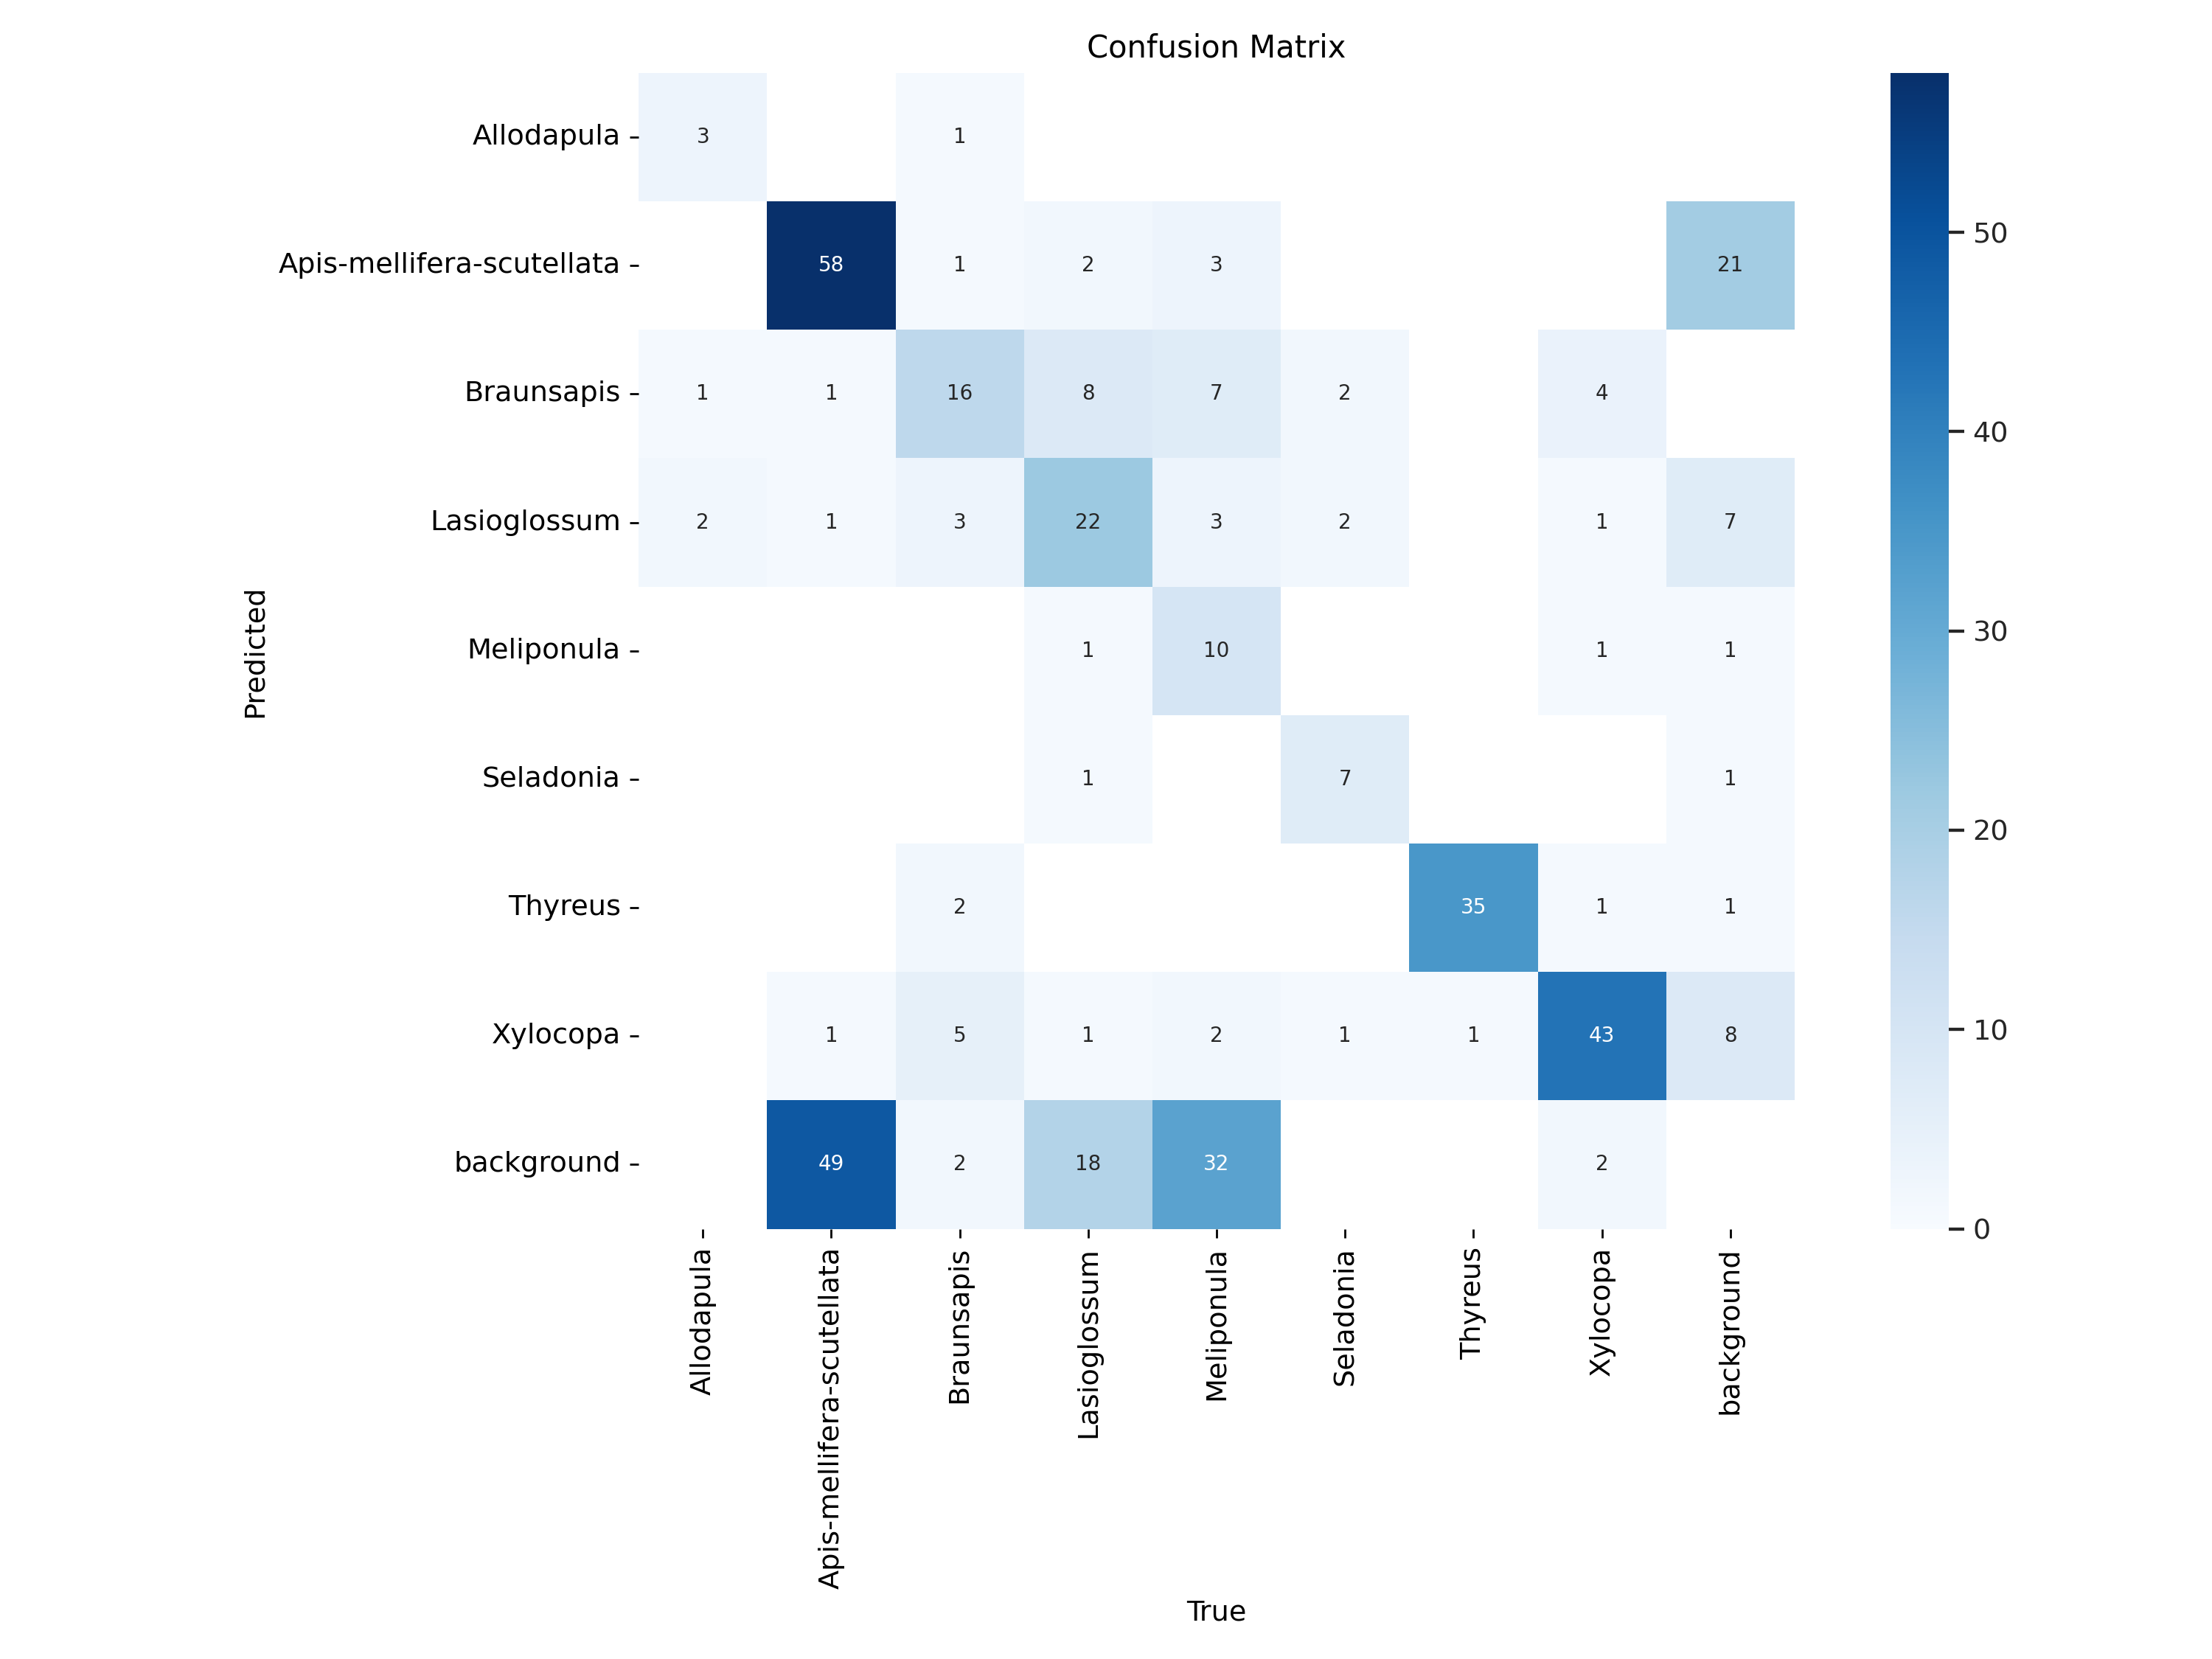 Confusion Matrix
Allodapula
3 1
Apis-mellifera-scutellata
58 1 2 3 21
50
Braunsapis
1 1 16 8 7 2 4
40
Lasioglossum
2 1 3 22 3 2 1 7
Predicted
Meliponula
1 10 1 1
30
Seladonia
1 7 1
20
Thyreus
2 35 1 1
Xylocopa
1 5 1 2 1 1 43 8
10
background
49 2 18 32 2
0
Allodapula
Apis-mellifera-scutellata
Braunsapis
Lasioglossum
Meliponula
Seladonia
Thyreus
Xylocopa
background
True